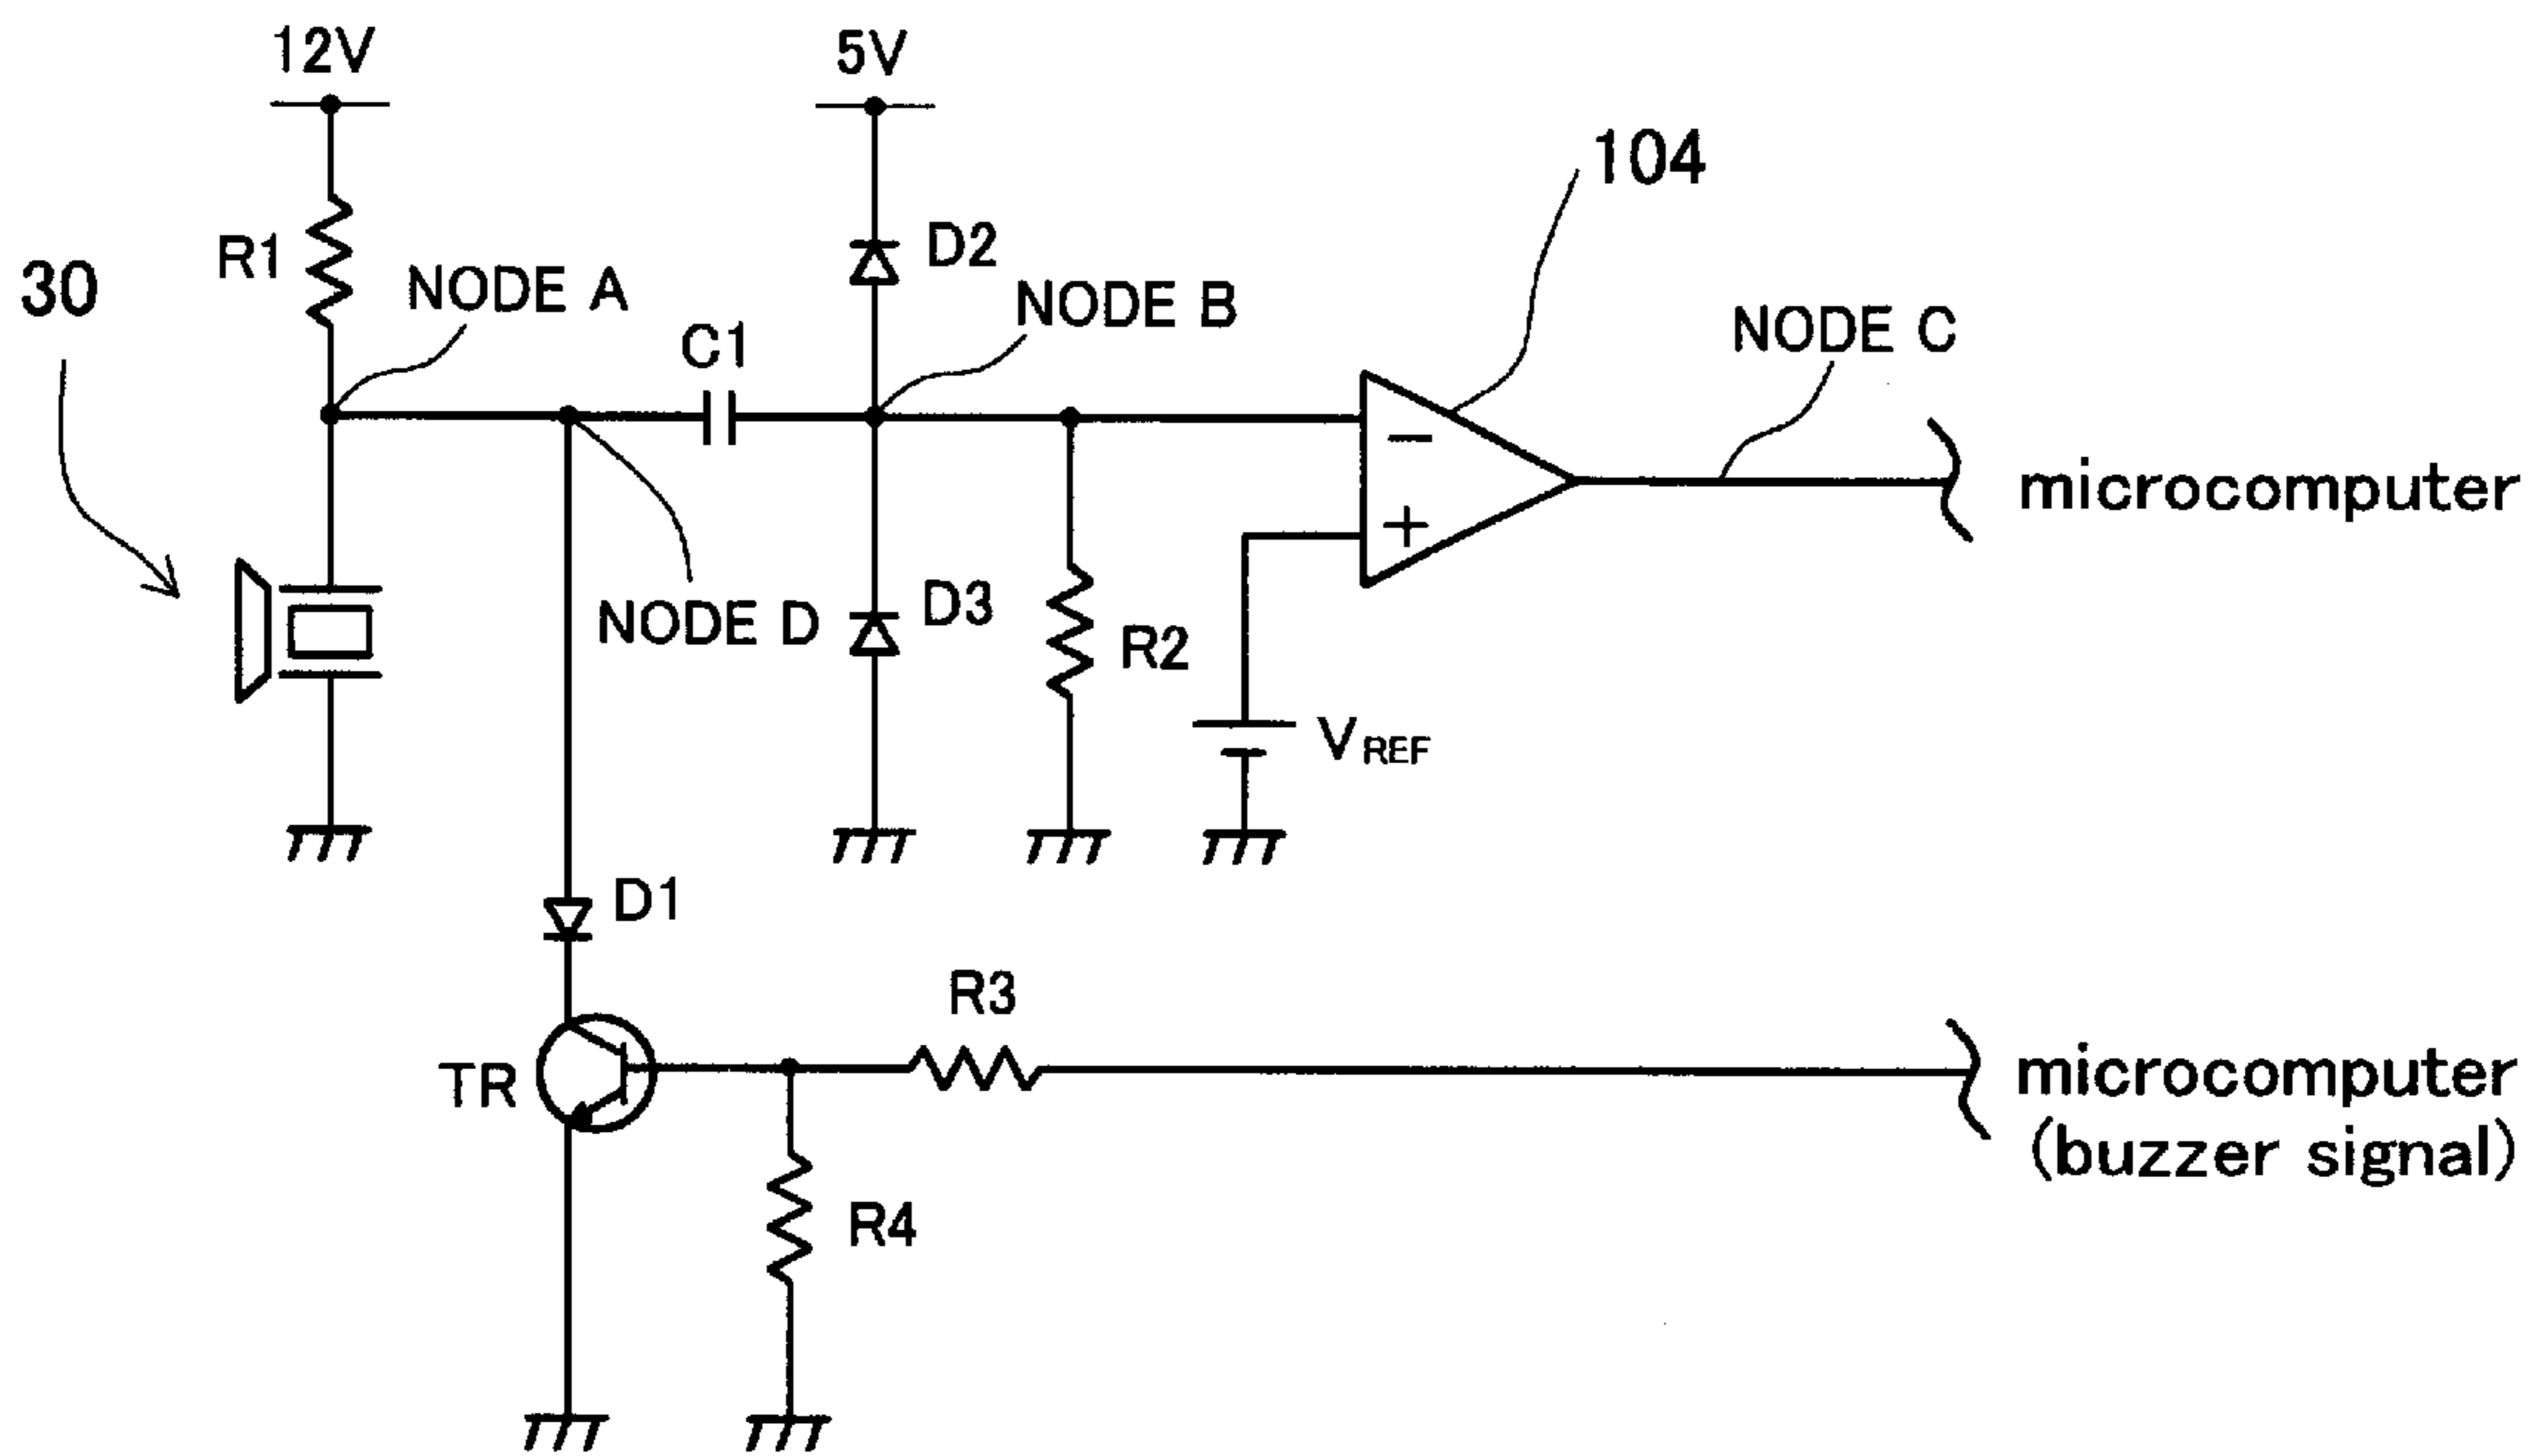 12V
5V
104
R1
D2
30
NODE A
NODE B
C1
NODE C
microcomputer
D3
NODE D
R2
VREF
D1
R3
TR
microcomputer
(buzzer signal)
R4